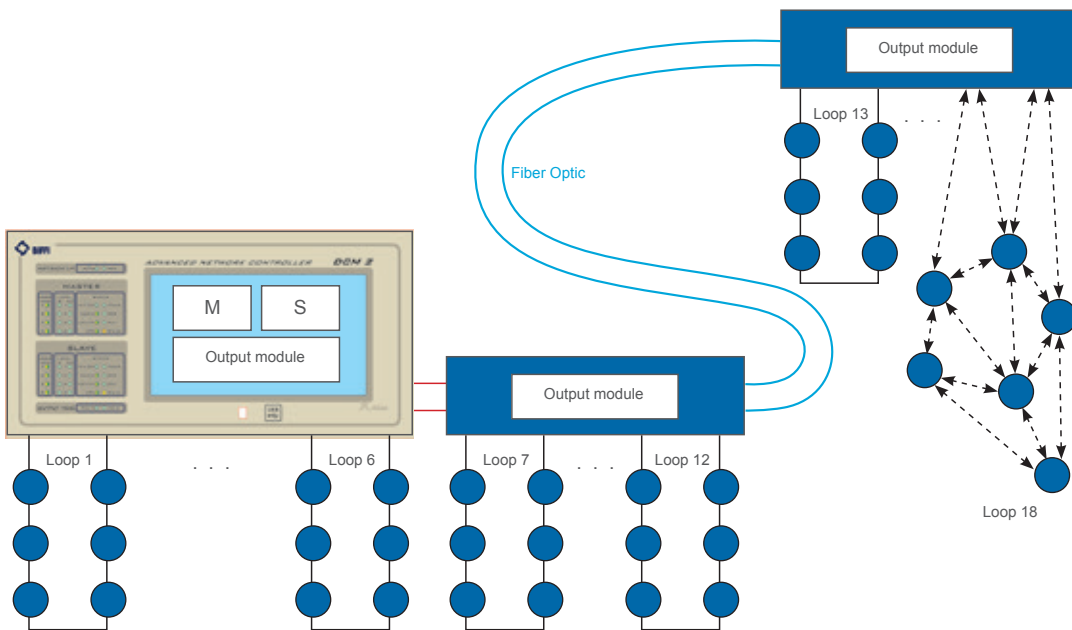 Output module
Loop 13
. . .
Fiber Optic
BIFFI
ADVANCED NETWORK CONTROLLER DCM 2
MASTER
M
S
Output module
SLAVE
Output module
Loop 1
. . .
Loop 6
Loop 7
. . .
Loop 12
Loop 18